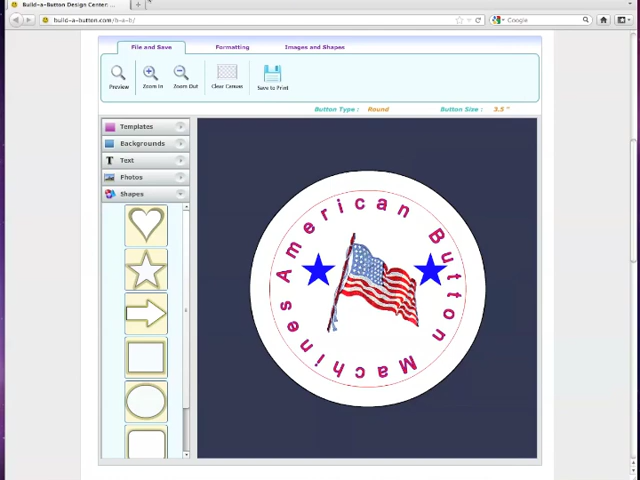 Build-a-Button Design Center: ...
build-a-button.com/b-a-b/
Google
File and Save
Formatting
Images and Shapes
Preview
Zoom In
Zoom Out
Clear Canvas
Save to Print
Button Type : Round
Button Size : 3.5 "
Templates
Backgrounds
Text
Photos
Shapes
American Button Machines